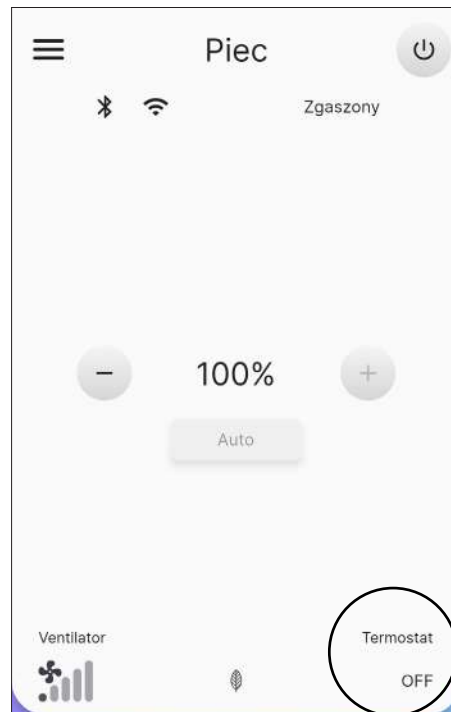 Piec
Zgaszony
− 100% +
Auto
Ventilator Termostat
OFF